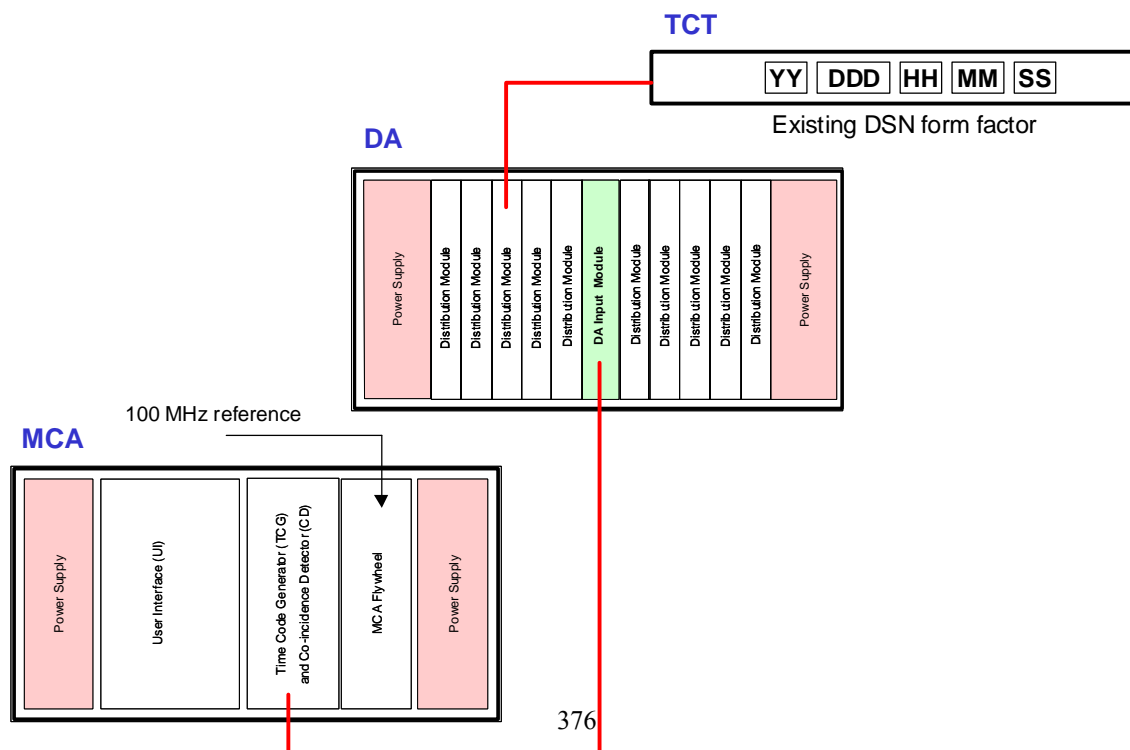 TCT
YY DDD HH MM SS
Existing DSN form factor
DA
Power Supply
Distribution Module
Distribution Module
Distribution Module
Distribution Module
Distribution Module
DA Input Module
Distribution Module
Distribution Module
Distribution Module
Distribution Module
Distribution Module
Power Supply
100 MHz reference
MCA
Power Supply
User Interface (UI)
Time Code Generator (TCG)
and Co-incidence Detector (CD)
MCA Flywheel
Power Supply
376